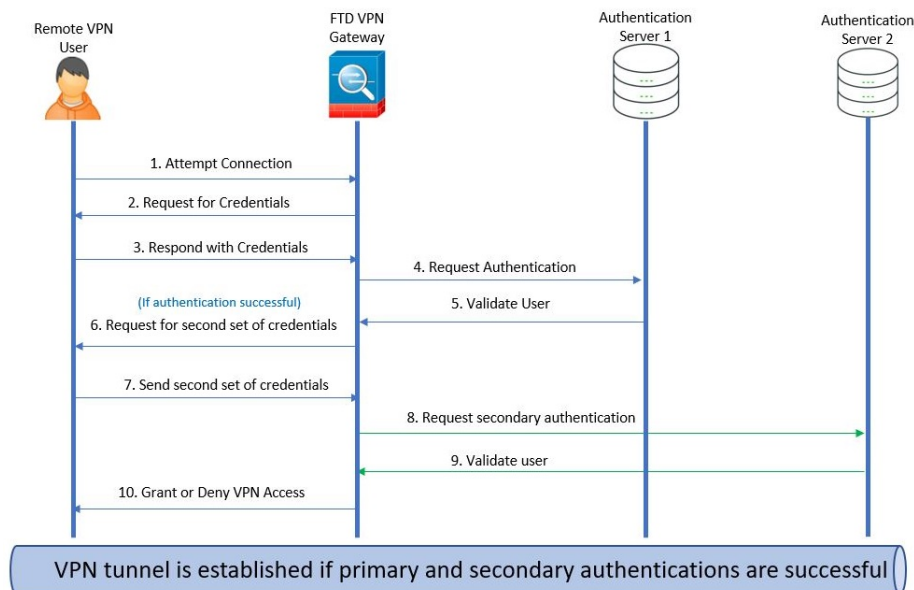 Remote VPN
User
FTD VPN
Gateway
Authentication
Server 1
Authentication
Server 2
1. Attempt Connection
2. Request for Credentials
3. Respond with Credentials
4. Request Authentication
(If authentication successful)
5. Validate User
6. Request for second set of credentials
7. Send second set of credentials
8. Request secondary authentication
9. Validate user
10. Grant or Deny VPN Access
VPN tunnel is established if primary and secondary authentications are successful